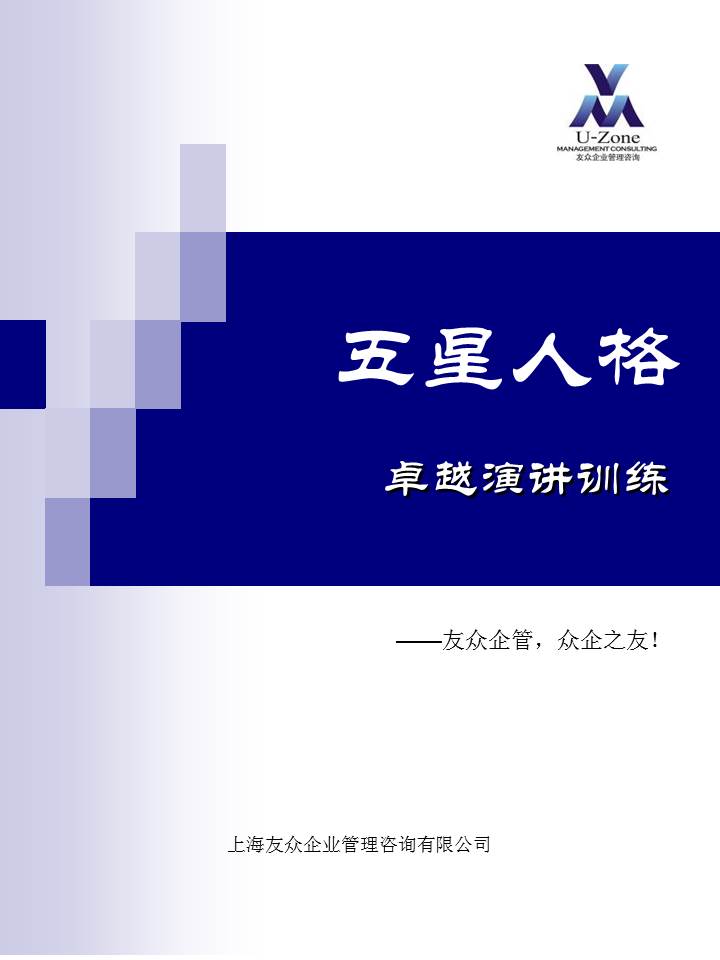 U-Zone
MANAGEMENT CONSULTING
友众企业管理咨询
五星人格
卓越演讲训练
——友众企管，众企之友！
上海友众企业管理咨询有限公司